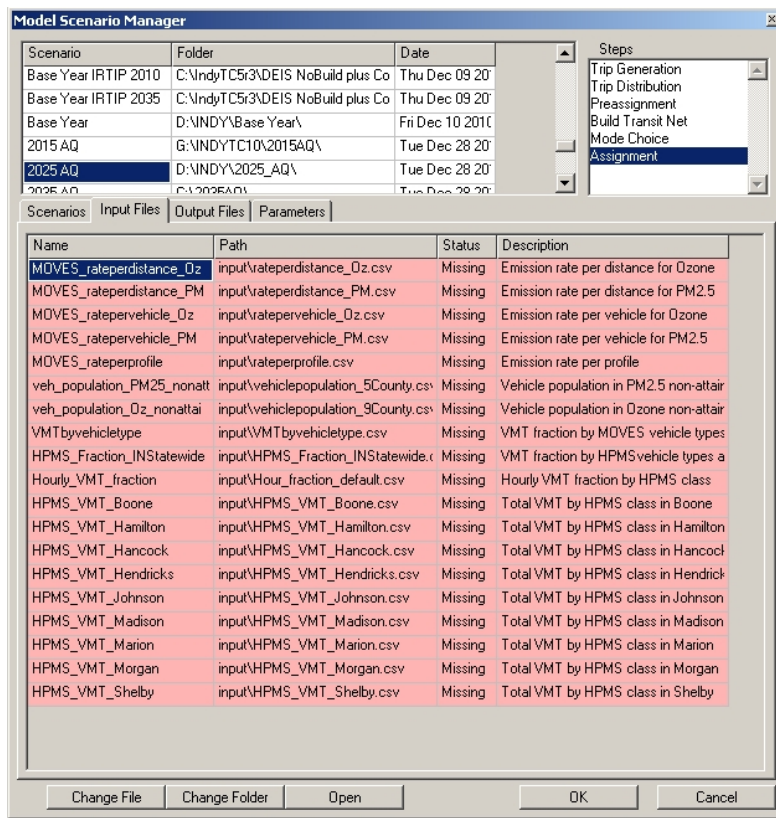 Model Scenario Manager
Scenario Folder Date
Base Year IRTIP 2010 C:\IndyTC5r3\DEIS NoBuild plus Co Thu Dec 09 20
Base Year IRTIP 2035 C:\IndyTC5r3\DEIS NoBuild plus Co Thu Dec 09 20
Base Year D:\INDY\Base Year\ Fri Dec 10 2010
2015 AQ G:\INDYTC10\2015AQ\ Tue Dec 28 20
2025 AQ D:\INDY\2025_AQ\ Tue Dec 28 20
2035 AQ C:\2035AQ\ Tue Dec 28 20
Steps
Trip Generation
Trip Distribution
Preassignment
Build Transit Net
Mode Choice
Assignment
Scenarios Input Files Output Files Parameters
Name Path Status Description
MOVES_rateperdistance_Oz input\rateperdistance_Oz.csv Missing Emission rate per distance for Ozone
MOVES_rateperdistance_PM input\rateperdistance_PM.csv Missing Emission rate per distance for PM2.5
MOVES_ratepervehicle_Oz input\ratepervehicle_Oz.csv Missing Emission rate per vehicle for Ozone
MOVES_ratepervehicle_PM input\ratepervehicle_PM.csv Missing Emission rate per vehicle for PM2.5
MOVES_rateperprofile input\rateperprofile.csv Missing Emission rate per profile
veh_population_PM25_nonatt input\vehiclepopulation_5County.csv Missing Vehicle population in PM2.5 non-attair
veh_population_Oz_nonattai input\vehiclepopulation_9County.csv Missing Vehicle population in Ozone non-attair
VMTbyvehicletype input\VMTbyvehicletype.csv Missing VMT fraction by MOVES vehicle types
HPMS_Fraction_INStatewide input\HPMS_Fraction_INStatewide.c Missing VMT fraction by HPMSvehicle types a
Hourly_VMT_fraction input\Hour_fraction_default.csv Missing Hourly VMT fraction by HPMS class
HPMS_VMT_Boone input\HPMS_VMT_Boone.csv Missing Total VMT by HPMS class in Boone
HPMS_VMT_Hamilton input\HPMS_VMT_Hamilton.csv Missing Total VMT by HPMS class in Hamilton
HPMS_VMT_Hancock input\HPMS_VMT_Hancock.csv Missing Total VMT by HPMS class in Hancock
HPMS_VMT_Hendricks input\HPMS_VMT_Hendricks.csv Missing Total VMT by HPMS class in Hendrick
HPMS_VMT_Johnson input\HPMS_VMT_Johnson.csv Missing Total VMT by HPMS class in Johnson
HPMS_VMT_Madison input\HPMS_VMT_Madison.csv Missing Total VMT by HPMS class in Madison
HPMS_VMT_Marion input\HPMS_VMT_Marion.csv Missing Total VMT by HPMS class in Marion
HPMS_VMT_Morgan input\HPMS_VMT_Morgan.csv Missing Total VMT by HPMS class in Morgan
HPMS_VMT_Shelby input\HPMS_VMT_Shelby.csv Missing Total VMT by HPMS class in Shelby
Change File Change Folder Open OK Cancel